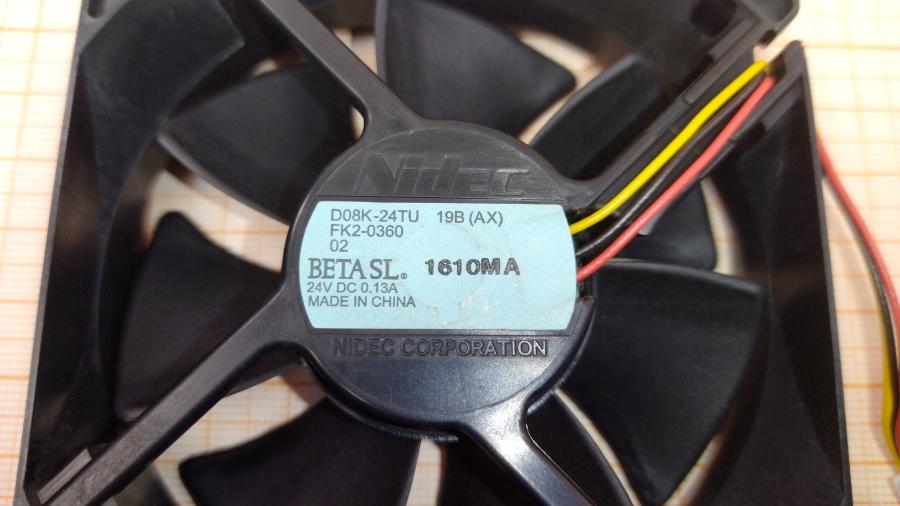 Nidec
D08K-24TU 19B (AX)
FK2-0360
02
BETA SL® 1610MA
24V DC 0.13A
MADE IN CHINA
NIDEC CORPORATION